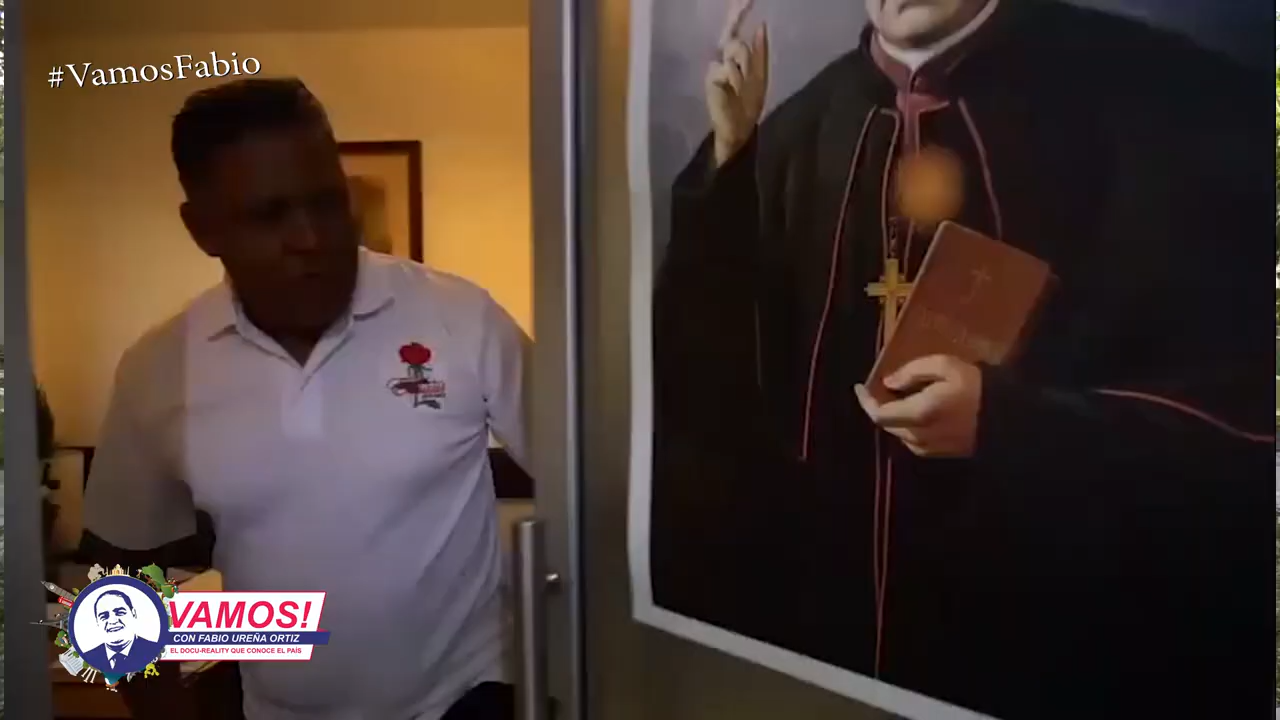 #VamosFabio
VAMOS!
CON FABIO UREÑA ORTIZ
EL DOCU-REALITY QUE CONOCE EL PAÍS